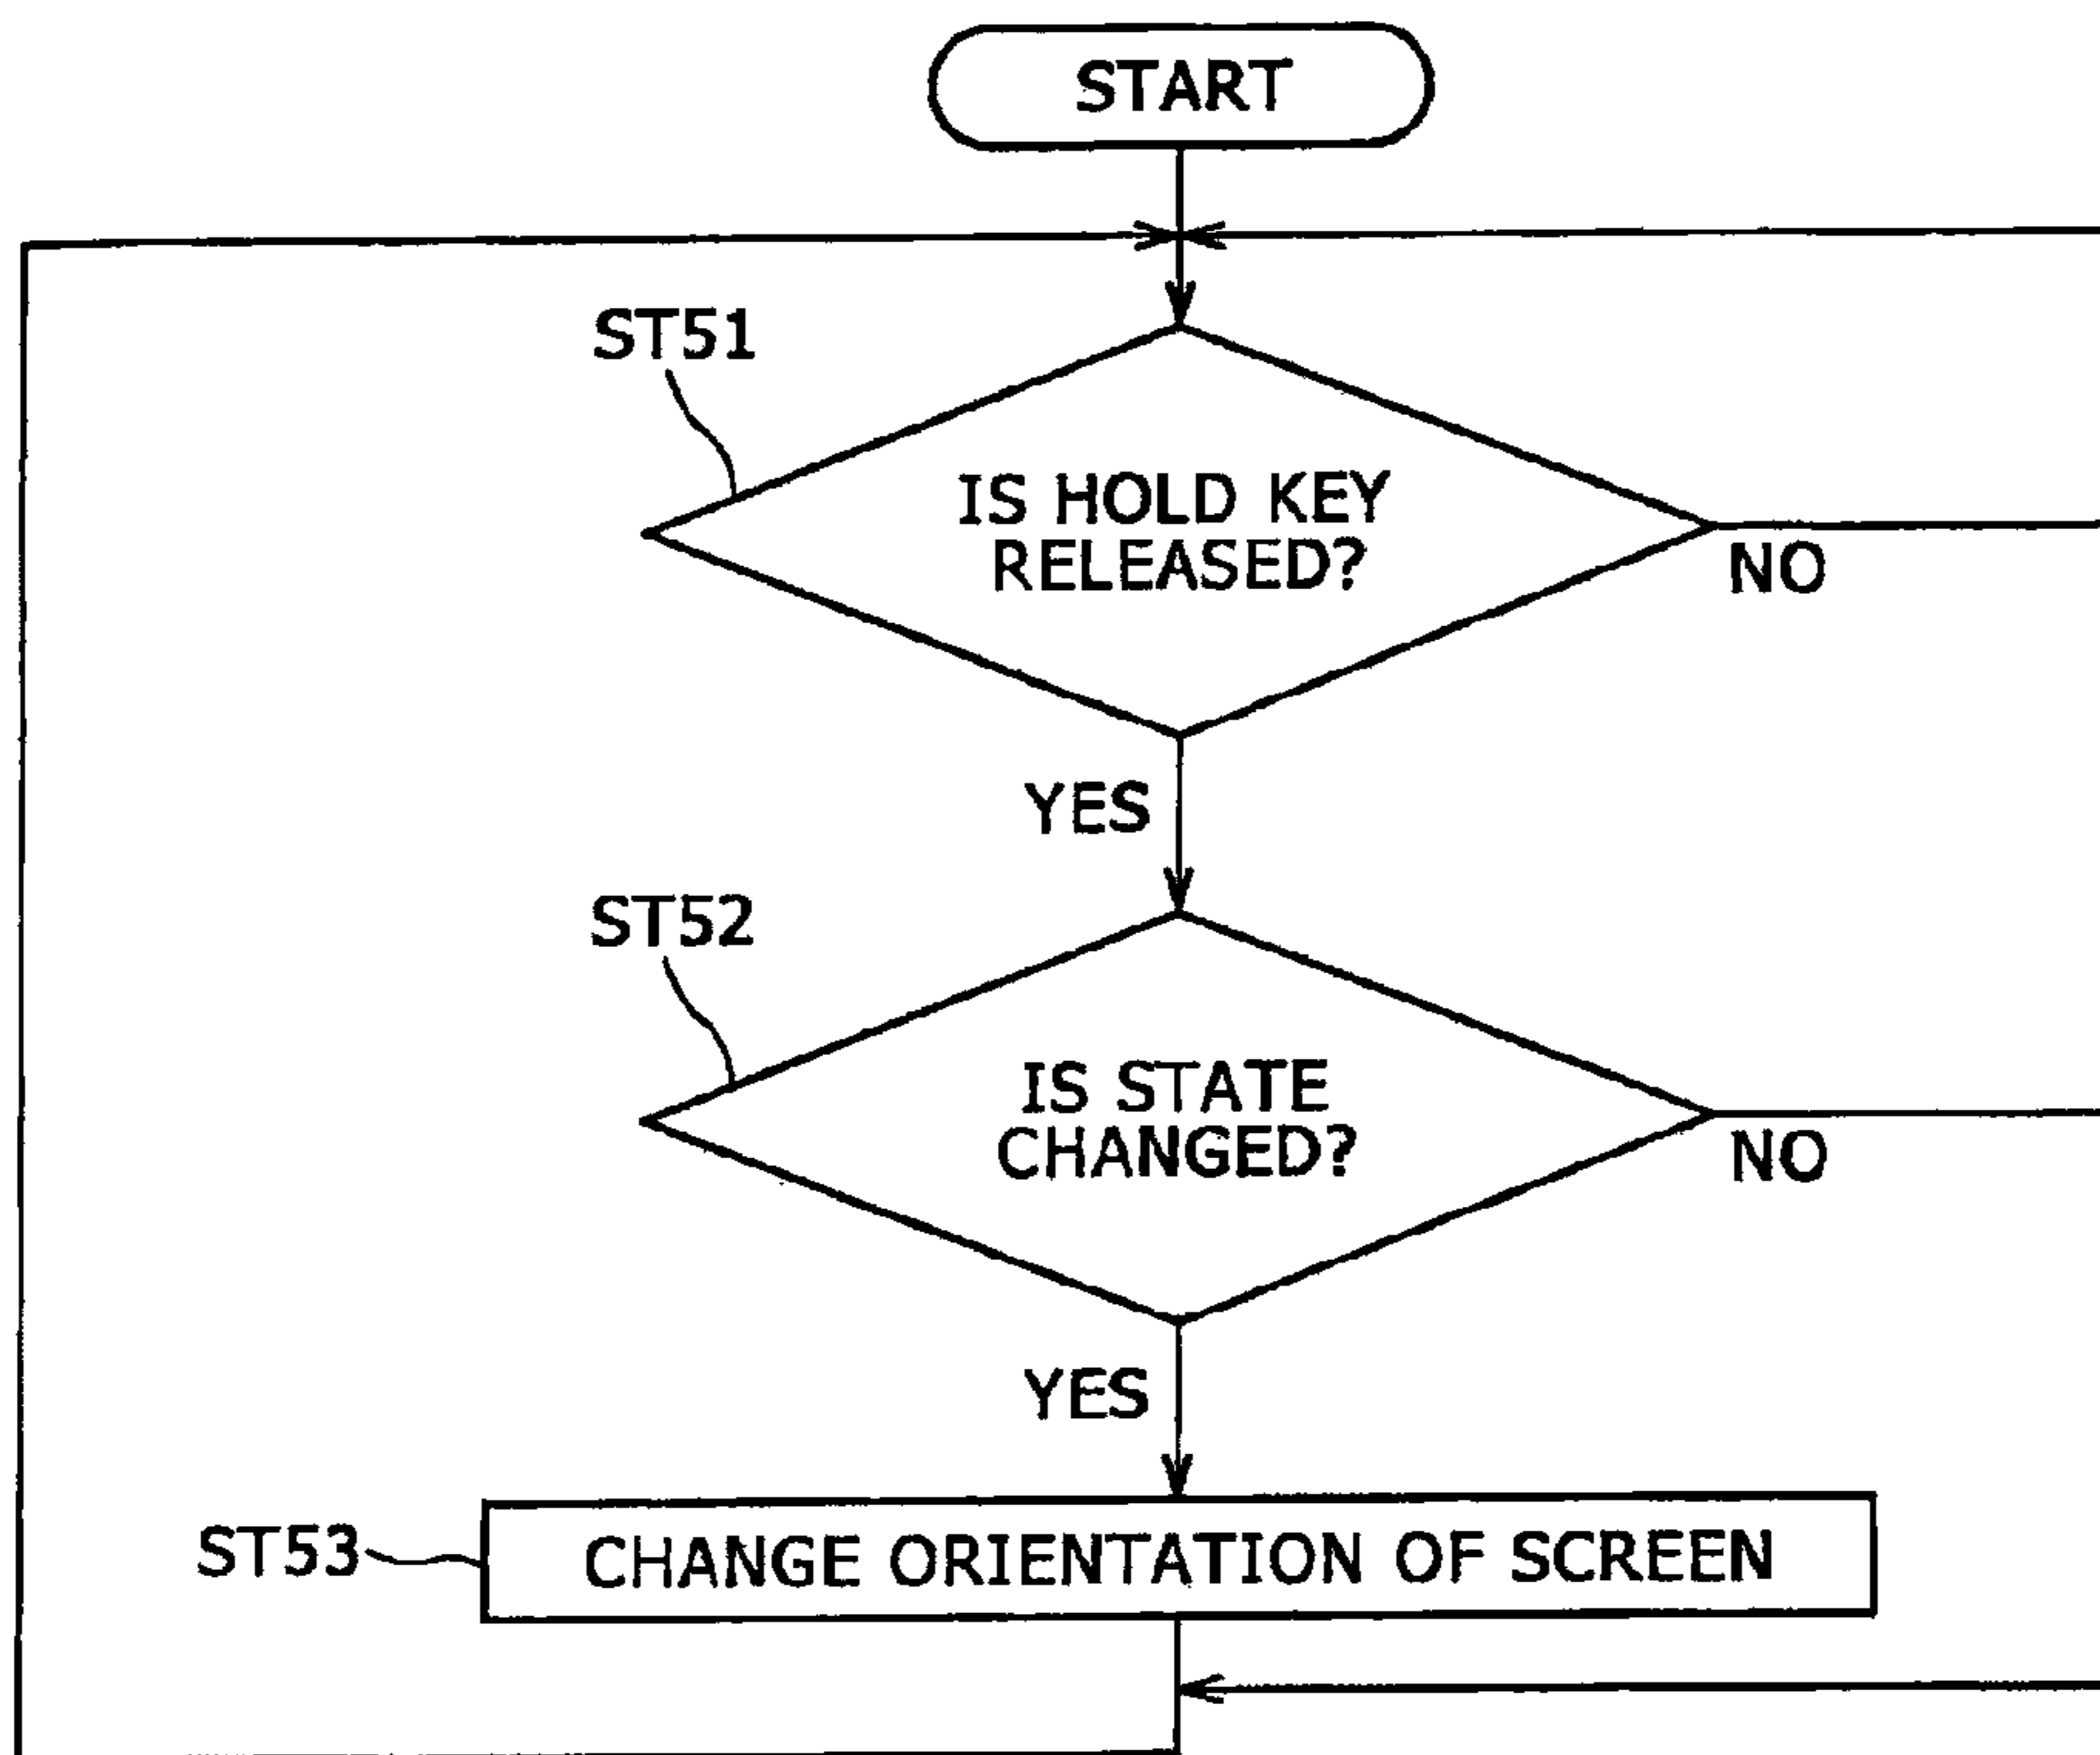 START
ST51
IS HOLD KEY
RELEASED?
NO
YES
ST52
IS STATE
CHANGED?
NO
YES
ST53
CHANGE ORIENTATION OF SCREEN